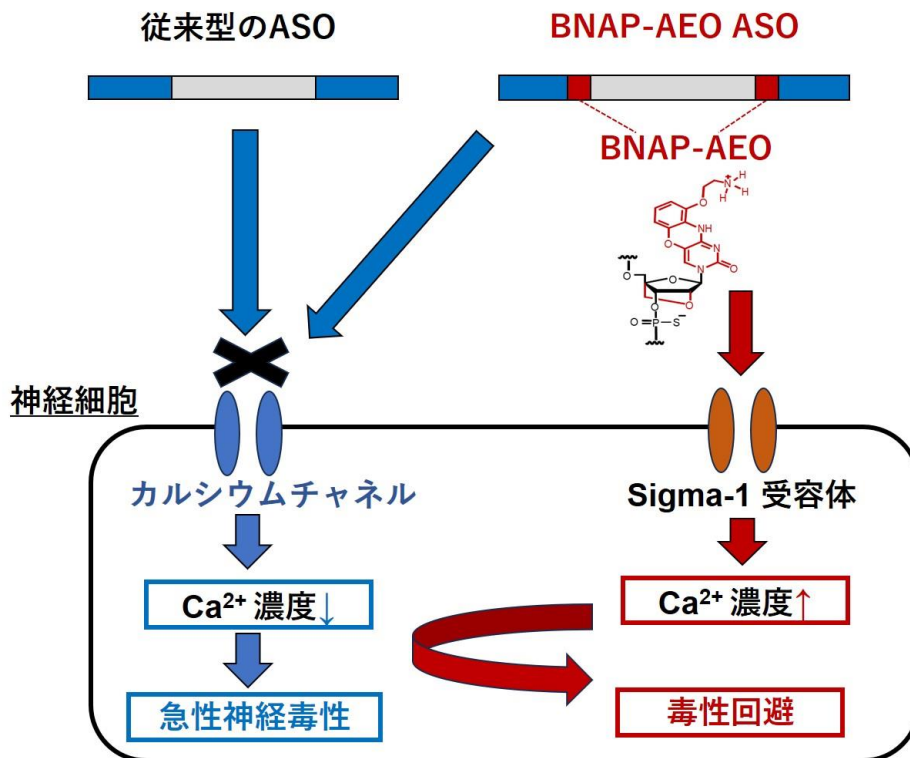 従来型のASO
BNAP-AEO ASO
BNAP-AEO
H
N
+
H
H
O
NH
O
N
N
O
O
O
O
O
O=P–S
−
神経細胞
カルシウムチャネル
Sigma-1 受容体
Ca²⁺ 濃度↓
Ca²⁺ 濃度↑
急性神経毒性
毒性回避